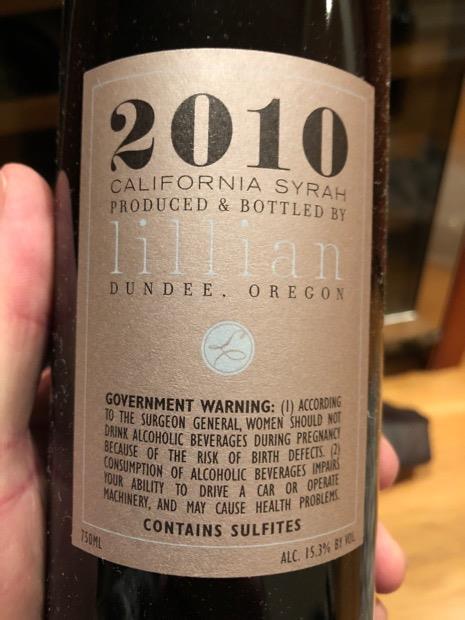 2010
CALIFORNIA SYRAH
PRODUCED & BOTTLED BY
lillian
DUNDEE, OREGON
L
GOVERNMENT WARNING: (1) ACCORDING
TO THE SURGEON GENERAL, WOMEN SHOULD NOT
DRINK ALCOHOLIC BEVERAGES DURING PREGNANCY
BECAUSE OF THE RISK OF BIRTH DEFECTS. (2)
CONSUMPTION OF ALCOHOLIC BEVERAGES IMPAIRS
YOUR ABILITY TO DRIVE A CAR OR OPERATE
MACHINERY, AND MAY CAUSE HEALTH PROBLEMS.
CONTAINS SULFITES
750ML
ALC. 15.3% BY VOL